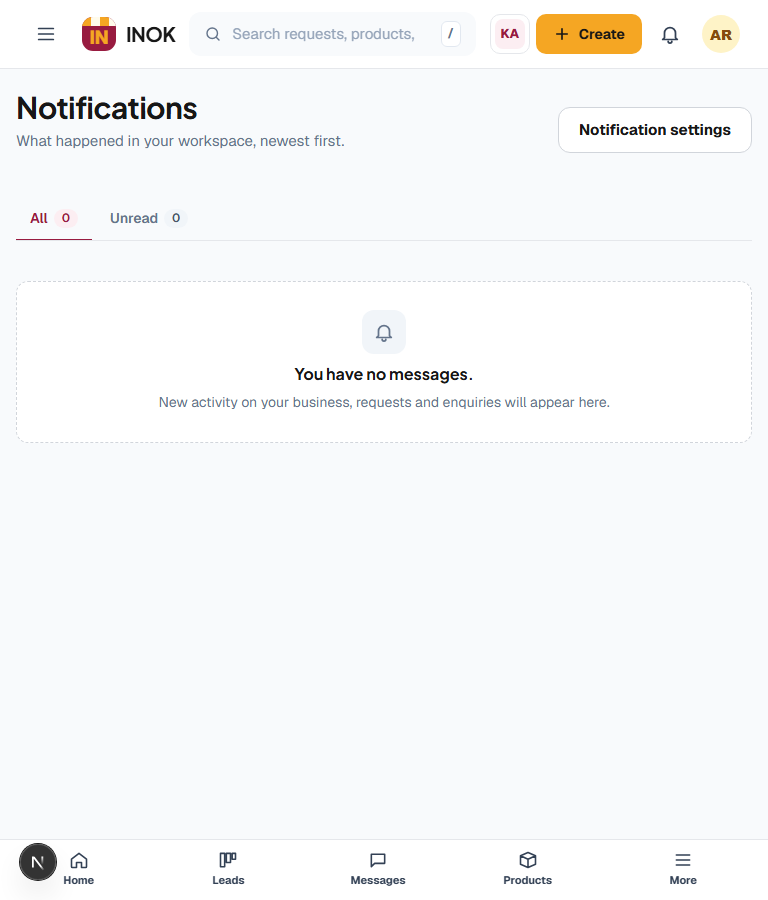 IN INOK Search requests, products, / KA + Create AR
Notifications
What happened in your workspace, newest first.
Notification settings
All 0 Unread 0
You have no messages.
New activity on your business, requests and enquiries will appear here.
N
Home Leads Messages Products More